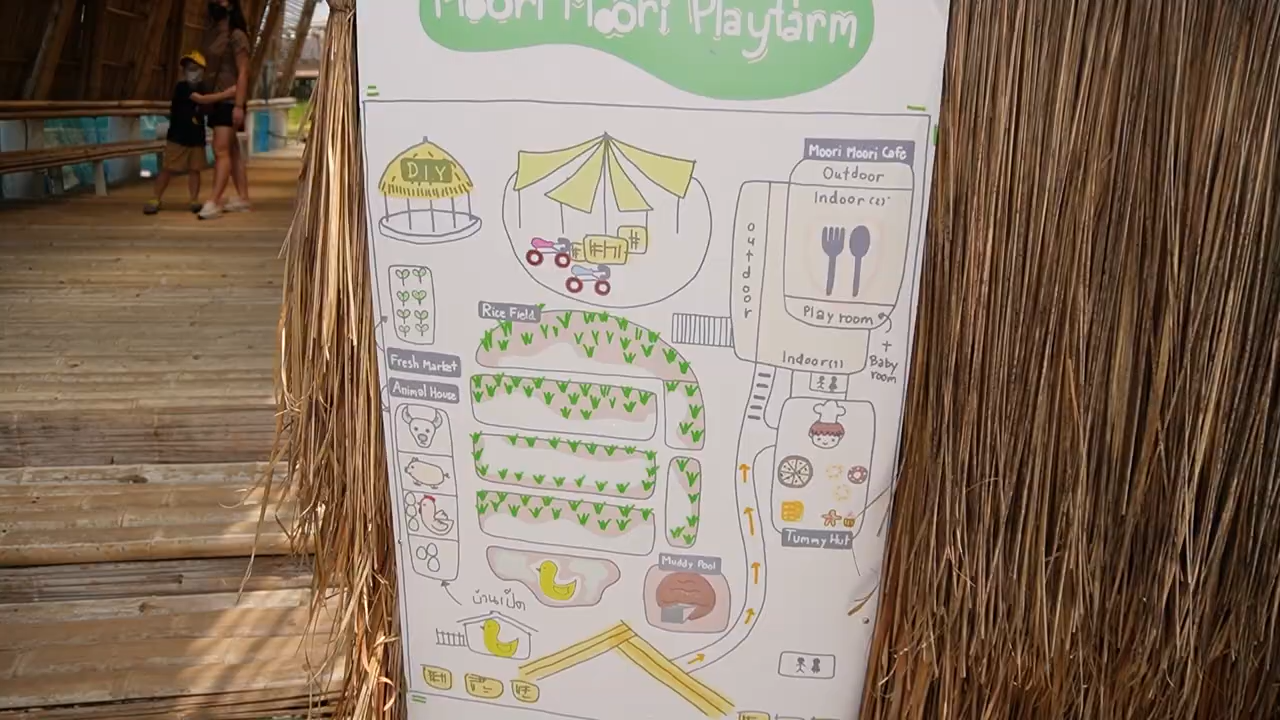 Moori Moori Playfarm
DIY
Moori Moori Cafe
Outdoor
Indoor (2)
outdoor
Play room
Rice Field
Indoor (1)
+
Baby
room
Fresh Market
Animal House
Tummy Hut
Muddy Pool
บ้านเป็ด